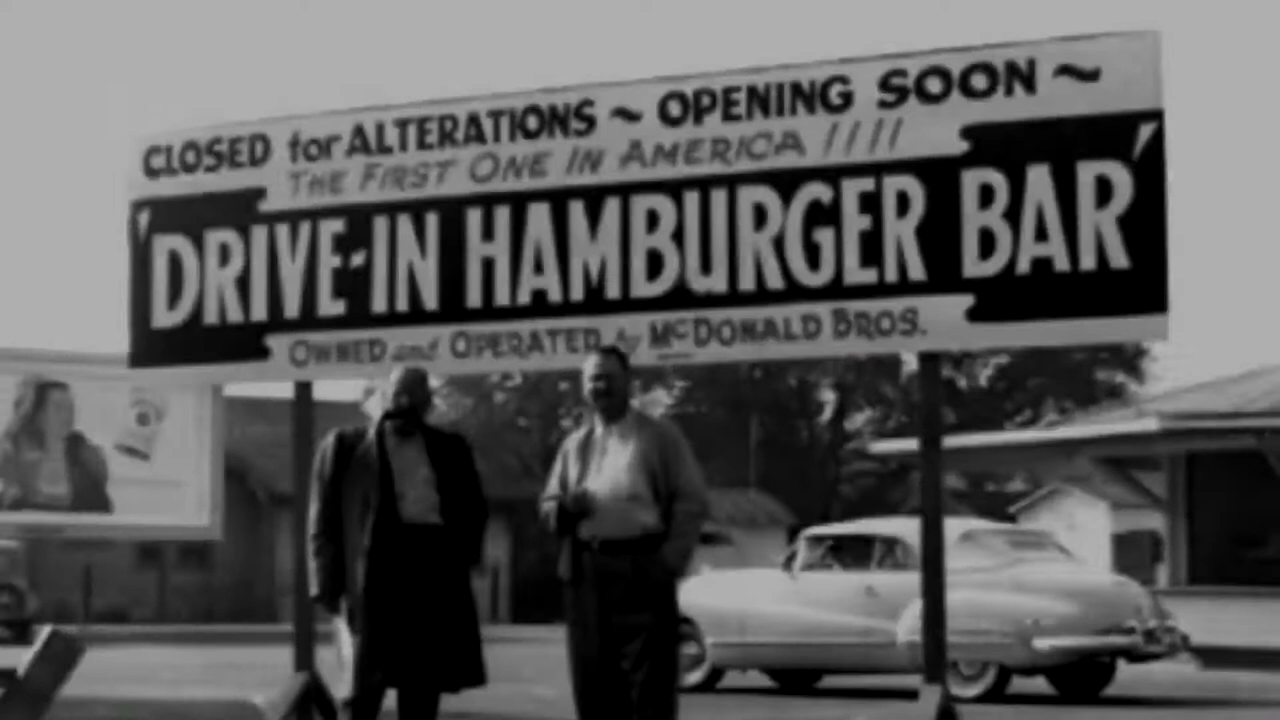 CLOSED for ALTERATIONS ~ OPENING SOON ~
THE FIRST ONE IN AMERICA ////
'DRIVE-IN HAMBURGER BAR'
OWNED and OPERATED by McDONALD BROS.